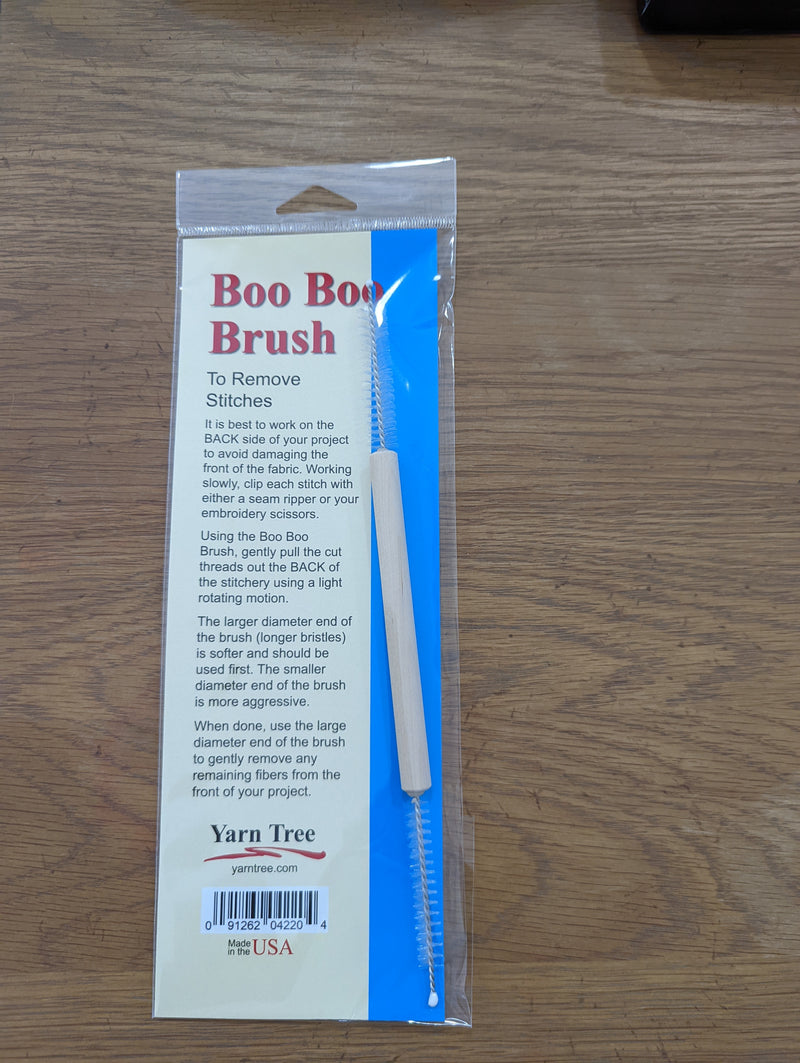 Boo Boo
Brush
To Remove
Stitches
It is best to work on the
BACK side of your project
to avoid damaging the
front of the fabric. Working
slowly, clip each stitch with
either a seam ripper or your
embroidery scissors.
Using the Boo Boo
Brush, gently pull the cut
threads out the BACK of
the stitchery using a light
rotating motion.
The larger diameter end of
the brush (longer bristles)
is softer and should be
used first. The smaller
diameter end of the brush
is more aggressive.
When done, use the large
diameter end of the brush
to gently remove any
remaining fibers from the
front of your project.
Yarn Tree
yarntree.com
0 91262 04220 4
Made
in the USA